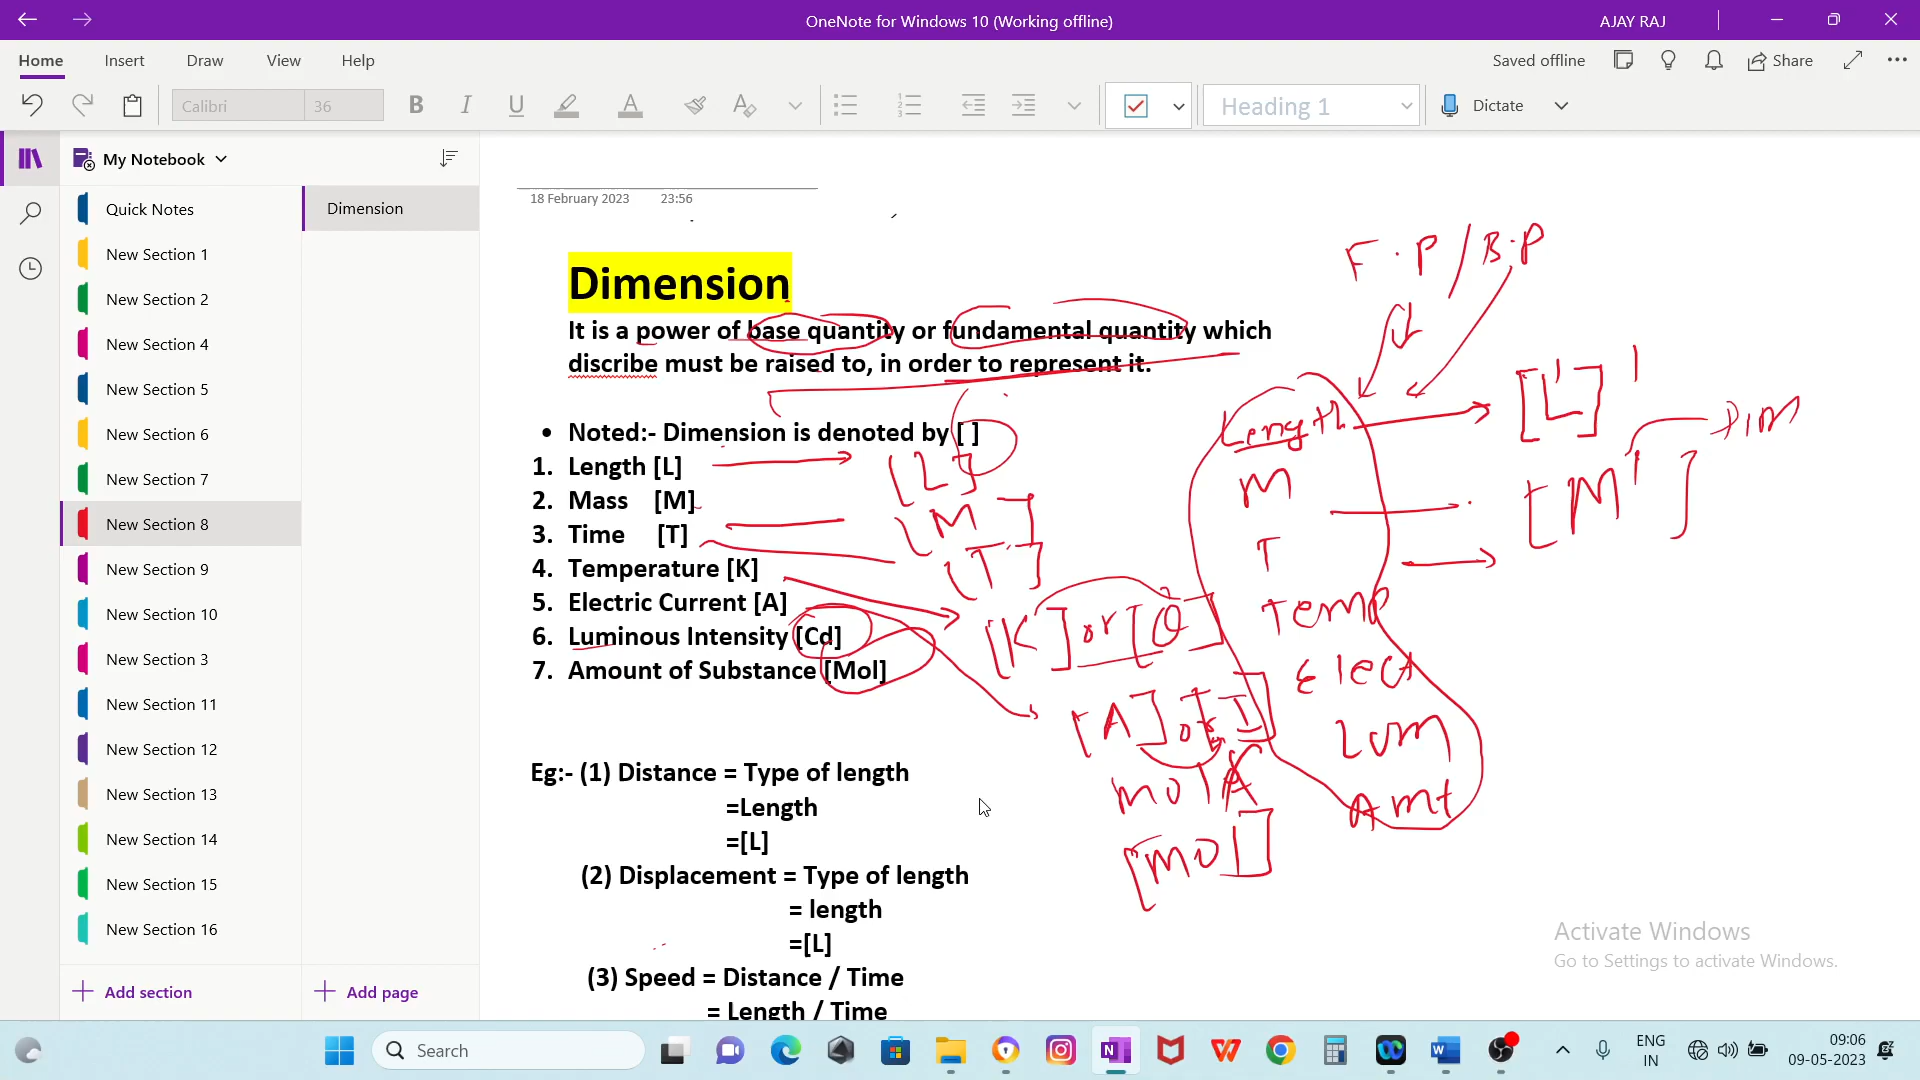 OneNote for Windows 10 (Working offline)
AJAY RAJ
Home Insert Draw View Help
Saved offline
Share
Calibri 36
B I U A
Heading 1
Dictate
My Notebook
Quick Notes
New Section 1
New Section 2
New Section 4
New Section 5
New Section 6
New Section 7
New Section 8
New Section 9
New Section 10
New Section 3
New Section 11
New Section 12
New Section 13
New Section 14
New Section 15
New Section 16
Add section
Dimension
Add page
18 February 2023 23:56
Dimension
It is a power of base quantity or fundamental quantity which
discribe must be raised to, in order to represent it.
• Noted:- Dimension is denoted by [ ]
1. Length [L]
2. Mass [M]
3. Time [T]
4. Temperature [K]
5. Electric Current [A]
6. Luminous Intensity [Cd]
7. Amount of Substance [Mol]
Eg:- (1) Distance = Type of length
=Length
=[L]
(2) Displacement = Type of length
= length
=[L]
(3) Speed = Distance / Time
= Length / Time
F.P / B.P
Length [L]
M [M]
T
Temp
Elect
Lum
Amt
[L]
[M]
[T]
[K] or [Θ]
[A] or [I]
[mol]
Activate Windows
Go to Settings to activate Windows.
Search
ENG
IN
09:06
09-05-2023